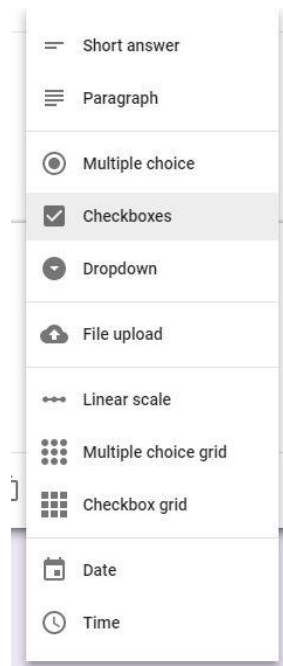 Short answer
Paragraph
Multiple choice
Checkboxes
Dropdown
File upload
Linear scale
Multiple choice grid
Checkbox grid
Date
Time